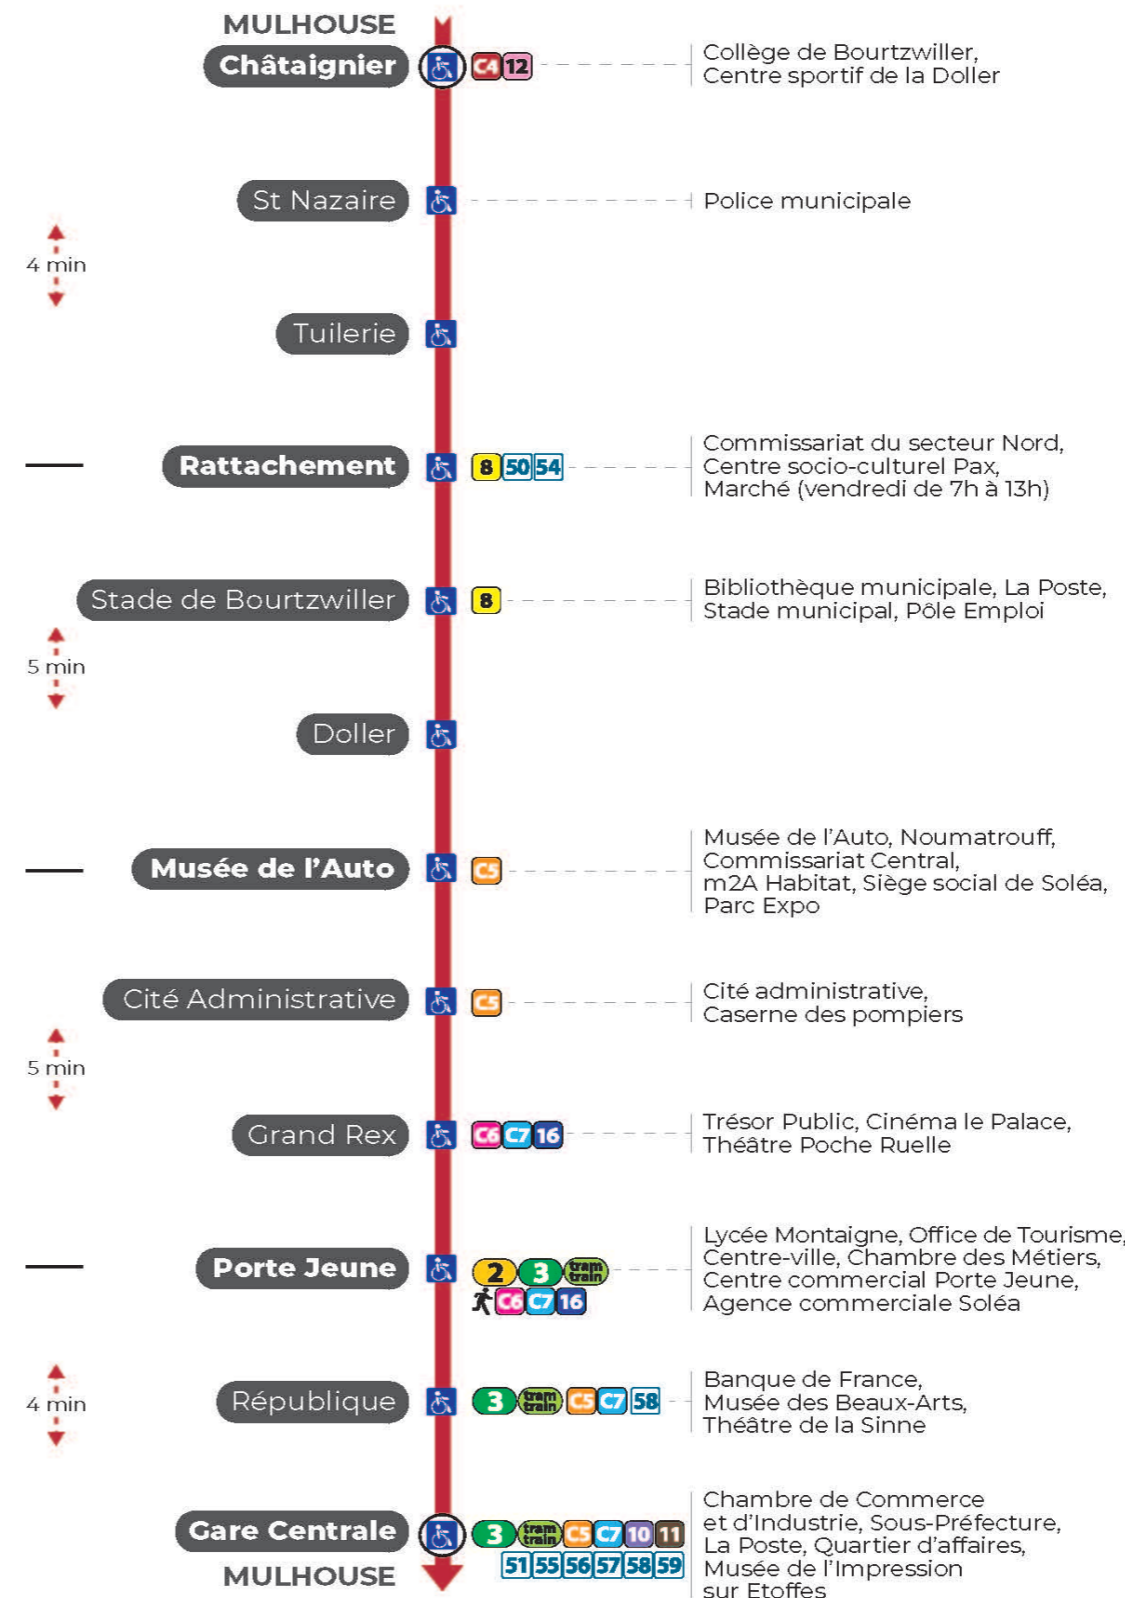 MULHOUSE
Châtaignier C4 12
Collège de Bourtzwiller,
Centre sportif de la Doller
St Nazaire
Police municipale
4 min
Tuilerie
Rattachement 8 50 54
Commissariat du secteur Nord,
Centre socio-culturel Pax,
Marché (vendredi de 7h à 13h)
Stade de Bourtzwiller 8
Bibliothèque municipale, La Poste,
Stade municipal, Pôle Emploi
5 min
Doller
Musée de l'Auto C5
Musée de l'Auto, Noumatrouff,
Commissariat Central,
m2A Habitat, Siège social de Soléa,
Parc Expo
Cité Administrative C5
Cité administrative,
Caserne des pompiers
5 min
Grand Rex C6 C7 16
Trésor Public, Cinéma le Palace,
Théâtre Poche Ruelle
Porte Jeune 2 3 tram train
C6 C7 16
Lycée Montaigne, Office de Tourisme,
Centre-ville, Chambre des Métiers,
Centre commercial Porte Jeune,
Agence commerciale Soléa
4 min
République 3 tram train C5 C7 58
Banque de France,
Musée des Beaux-Arts,
Théâtre de la Sinne
Gare Centrale 3 tram train C5 C7 10 11
51 55 56 57 58 59
MULHOUSE
Chambre de Commerce
et d'Industrie, Sous-Préfecture,
La Poste, Quartier d'affaires,
Musée de l'Impression
sur Etoffes